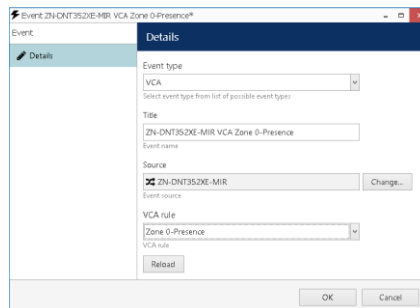 Event ZN-DNT352XE-MIR VCA Zone 0-Presence*
Event
Details
Details
Event type
VCA
Select event type from list of possible event types
Title
ZN-DNT352XE-MIR VCA Zone 0-Presence
Event name
Source
ZN-DNT352XE-MIR
Change...
Event source
VCA rule
Zone 0-Presence
VCA rule
Reload
OK
Cancel